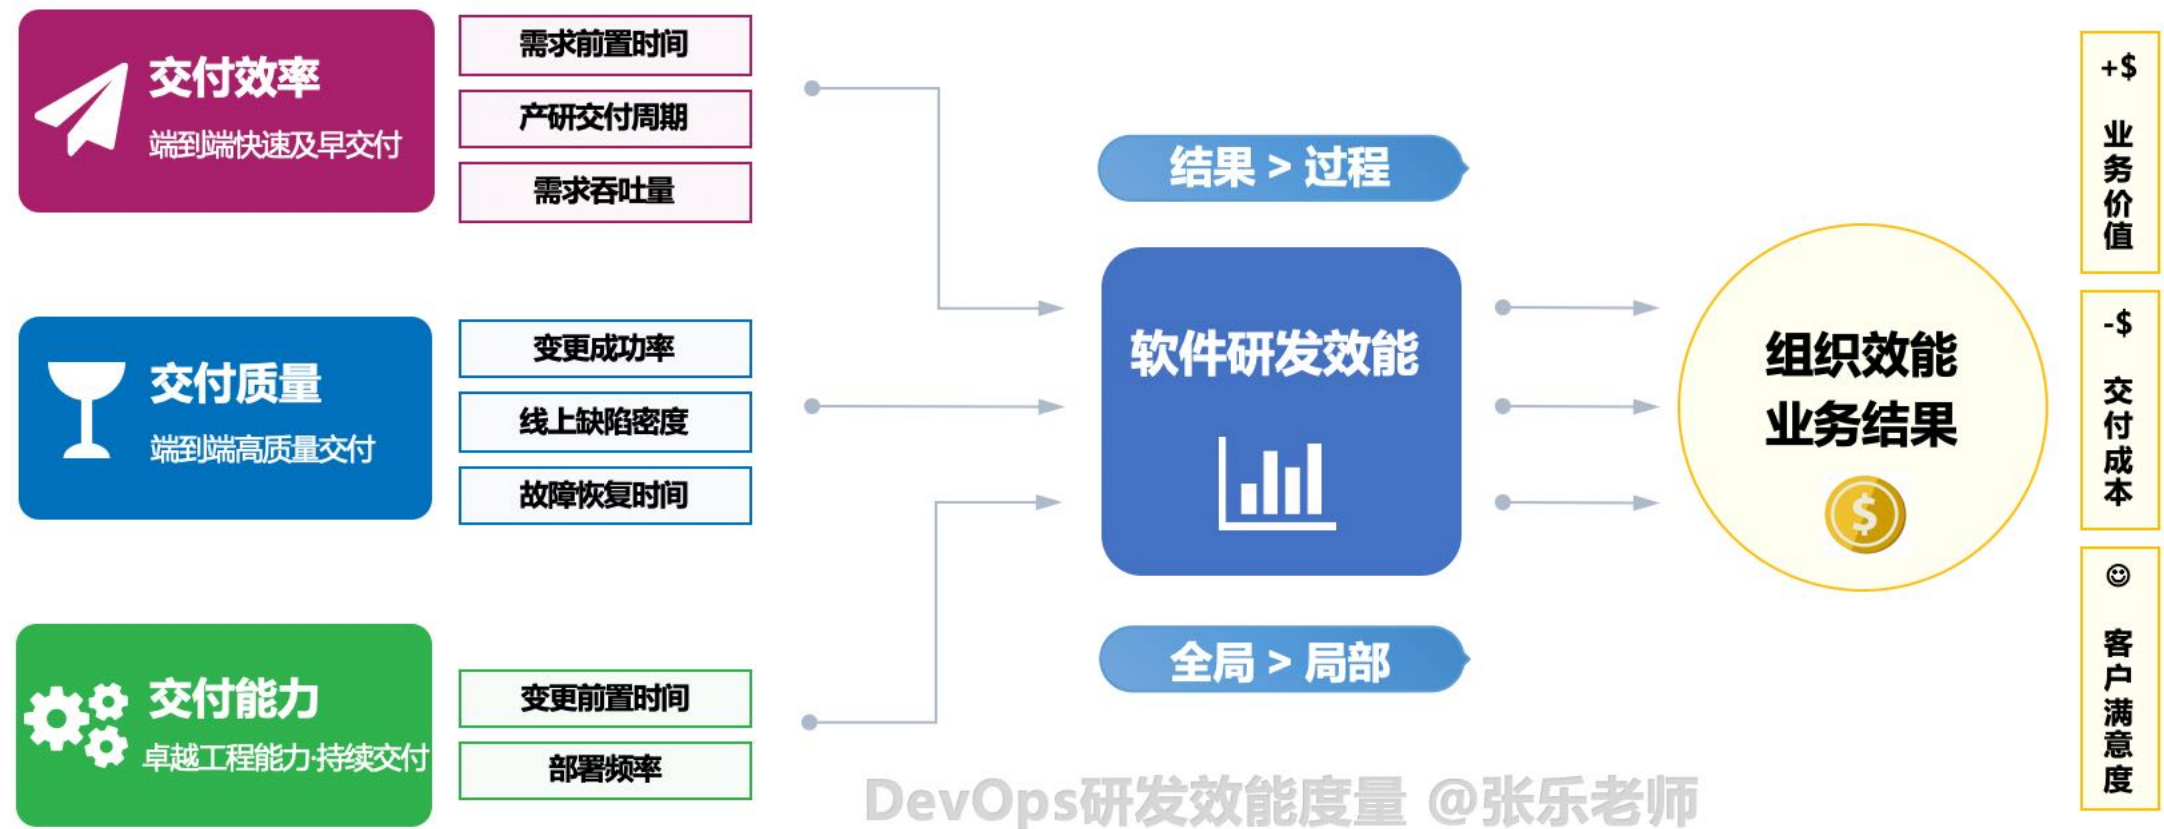 交付效率
端到端快速及早交付
需求前置时间
产研交付周期
需求吞吐量
交付质量
端到端高质量交付
变更成功率
线上缺陷密度
故障恢复时间
交付能力
卓越工程能力·持续交付
变更前置时间
部署频率
结果 > 过程
软件研发效能
全局 > 局部
组织效能
业务结果
$
+$
业务价值
-$
交付成本
☺
客户满意度
DevOps研发效能度量 @张乐老师